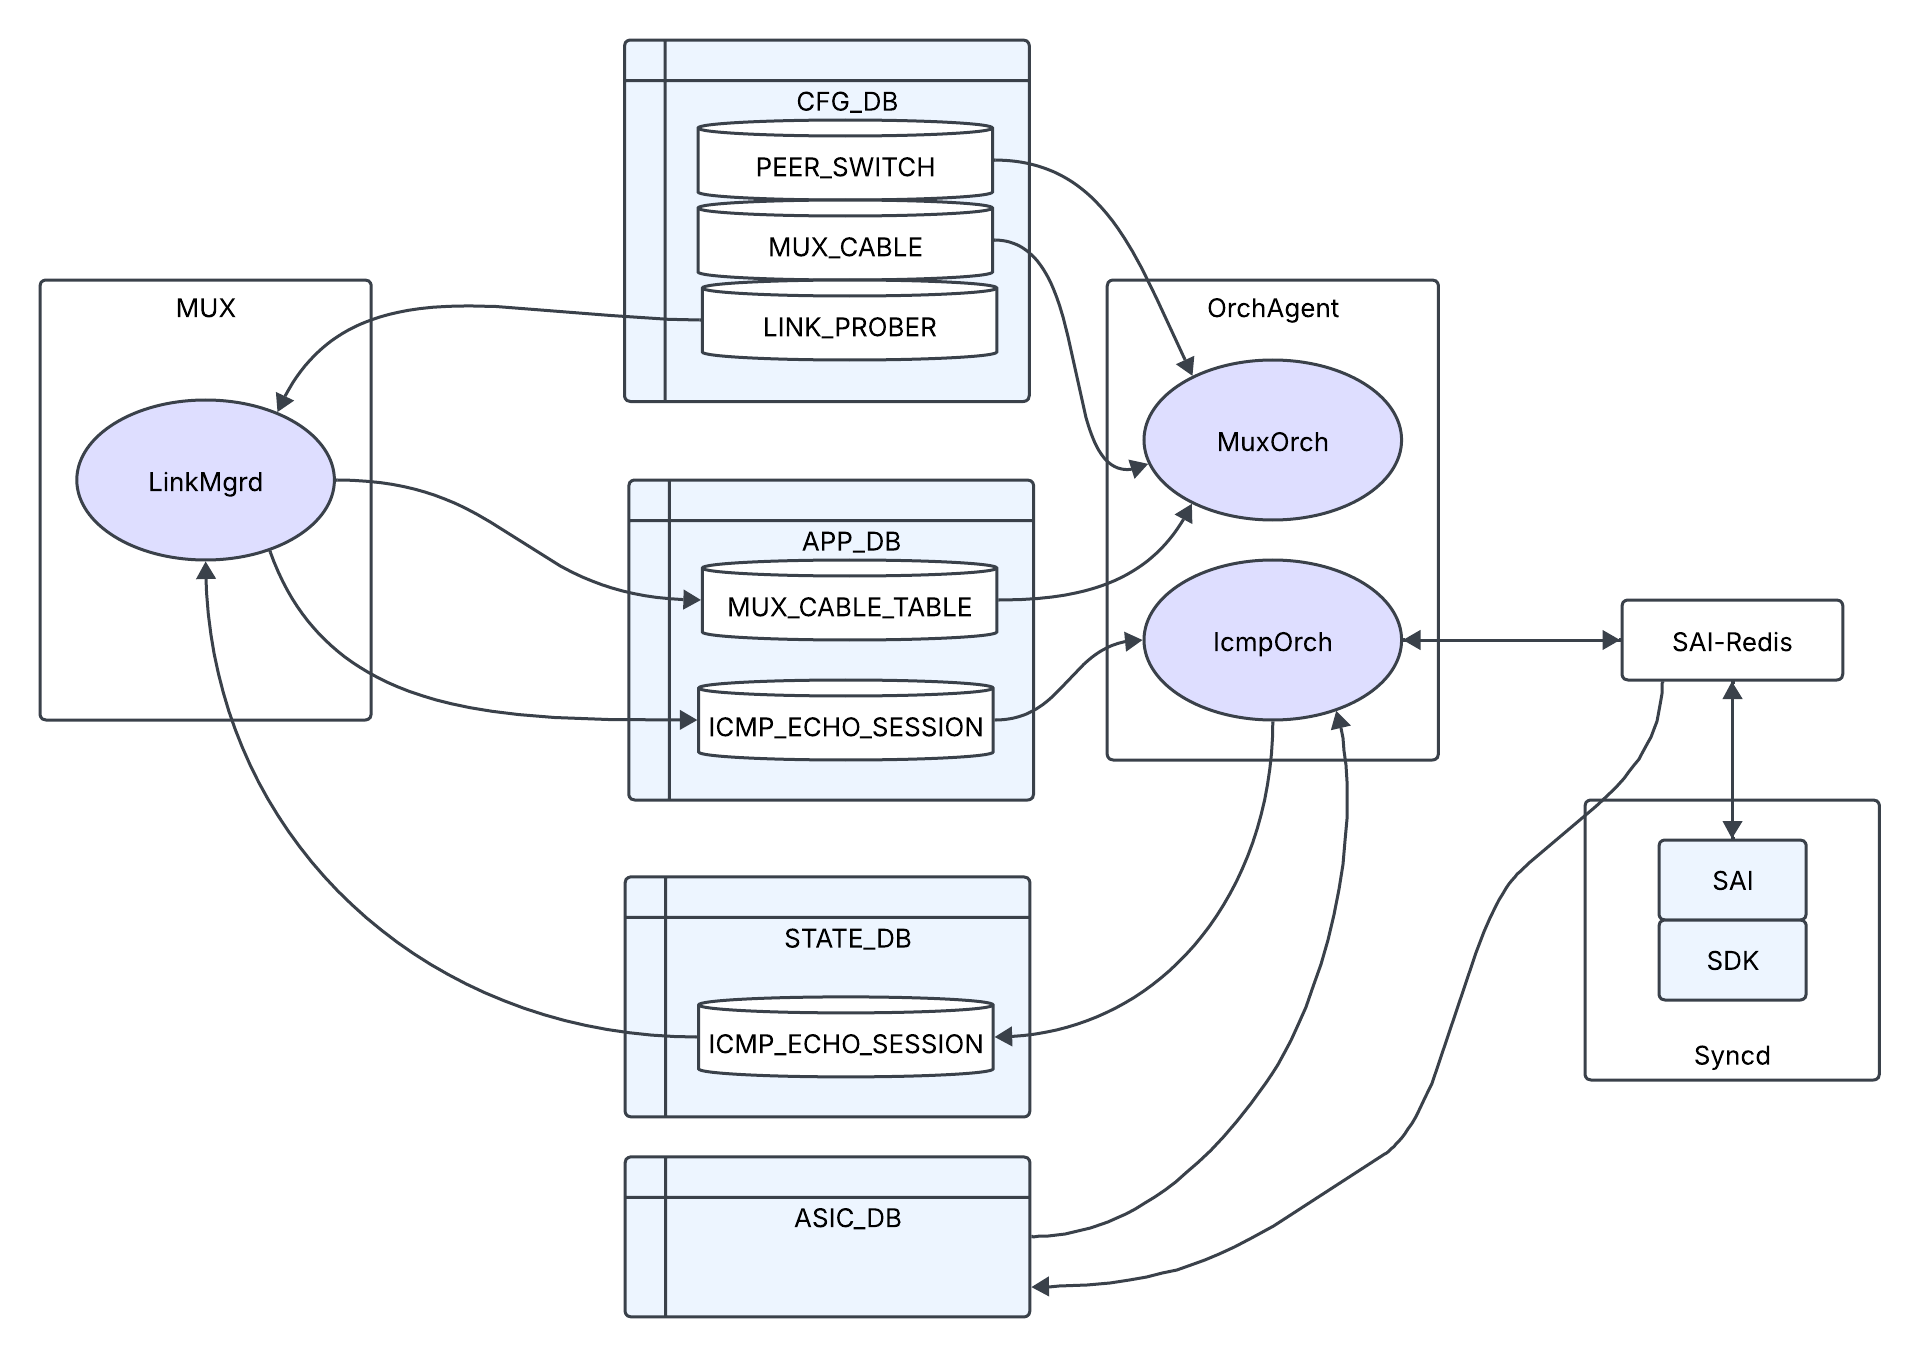 CFG_DB
PEER_SWITCH
MUX_CABLE
LINK_PROBER
MUX
LinkMgrd
OrchAgent
MuxOrch
IcmpOrch
APP_DB
MUX_CABLE_TABLE
ICMP_ECHO_SESSION
SAI-Redis
SAI
SDK
Syncd
STATE_DB
ICMP_ECHO_SESSION
ASIC_DB